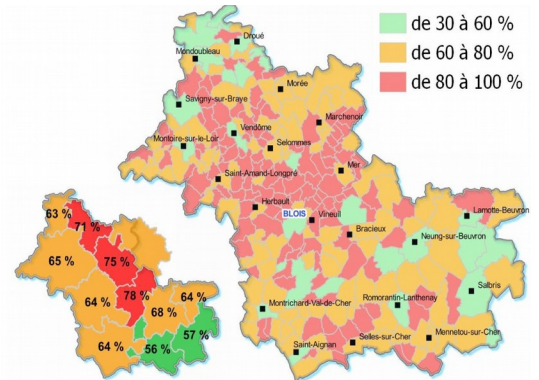 de 30 à 60 %
de 60 à 80 %
de 80 à 100 %
Droué
Mondoubleau
Morée
Savigny-sur-Braye
Marchenoir
Vendôme
Montoire-sur-le-Loir
Selommes
Mer
Saint-Amand-Longpré
Herbault
BLOIS
Vineuil
Lamotte-Beuvron
Bracieux
Neung-sur-Beuvron
Salbris
Montrichard-Val-de-Cher
Romorantin-Lanthenay
Saint-Aignan
Selles-sur-Cher
Mennetou-sur-Cher
63 %
71 %
75 %
65 %
78 %
64 %
64 %
68 %
57 %
64 %
56 %